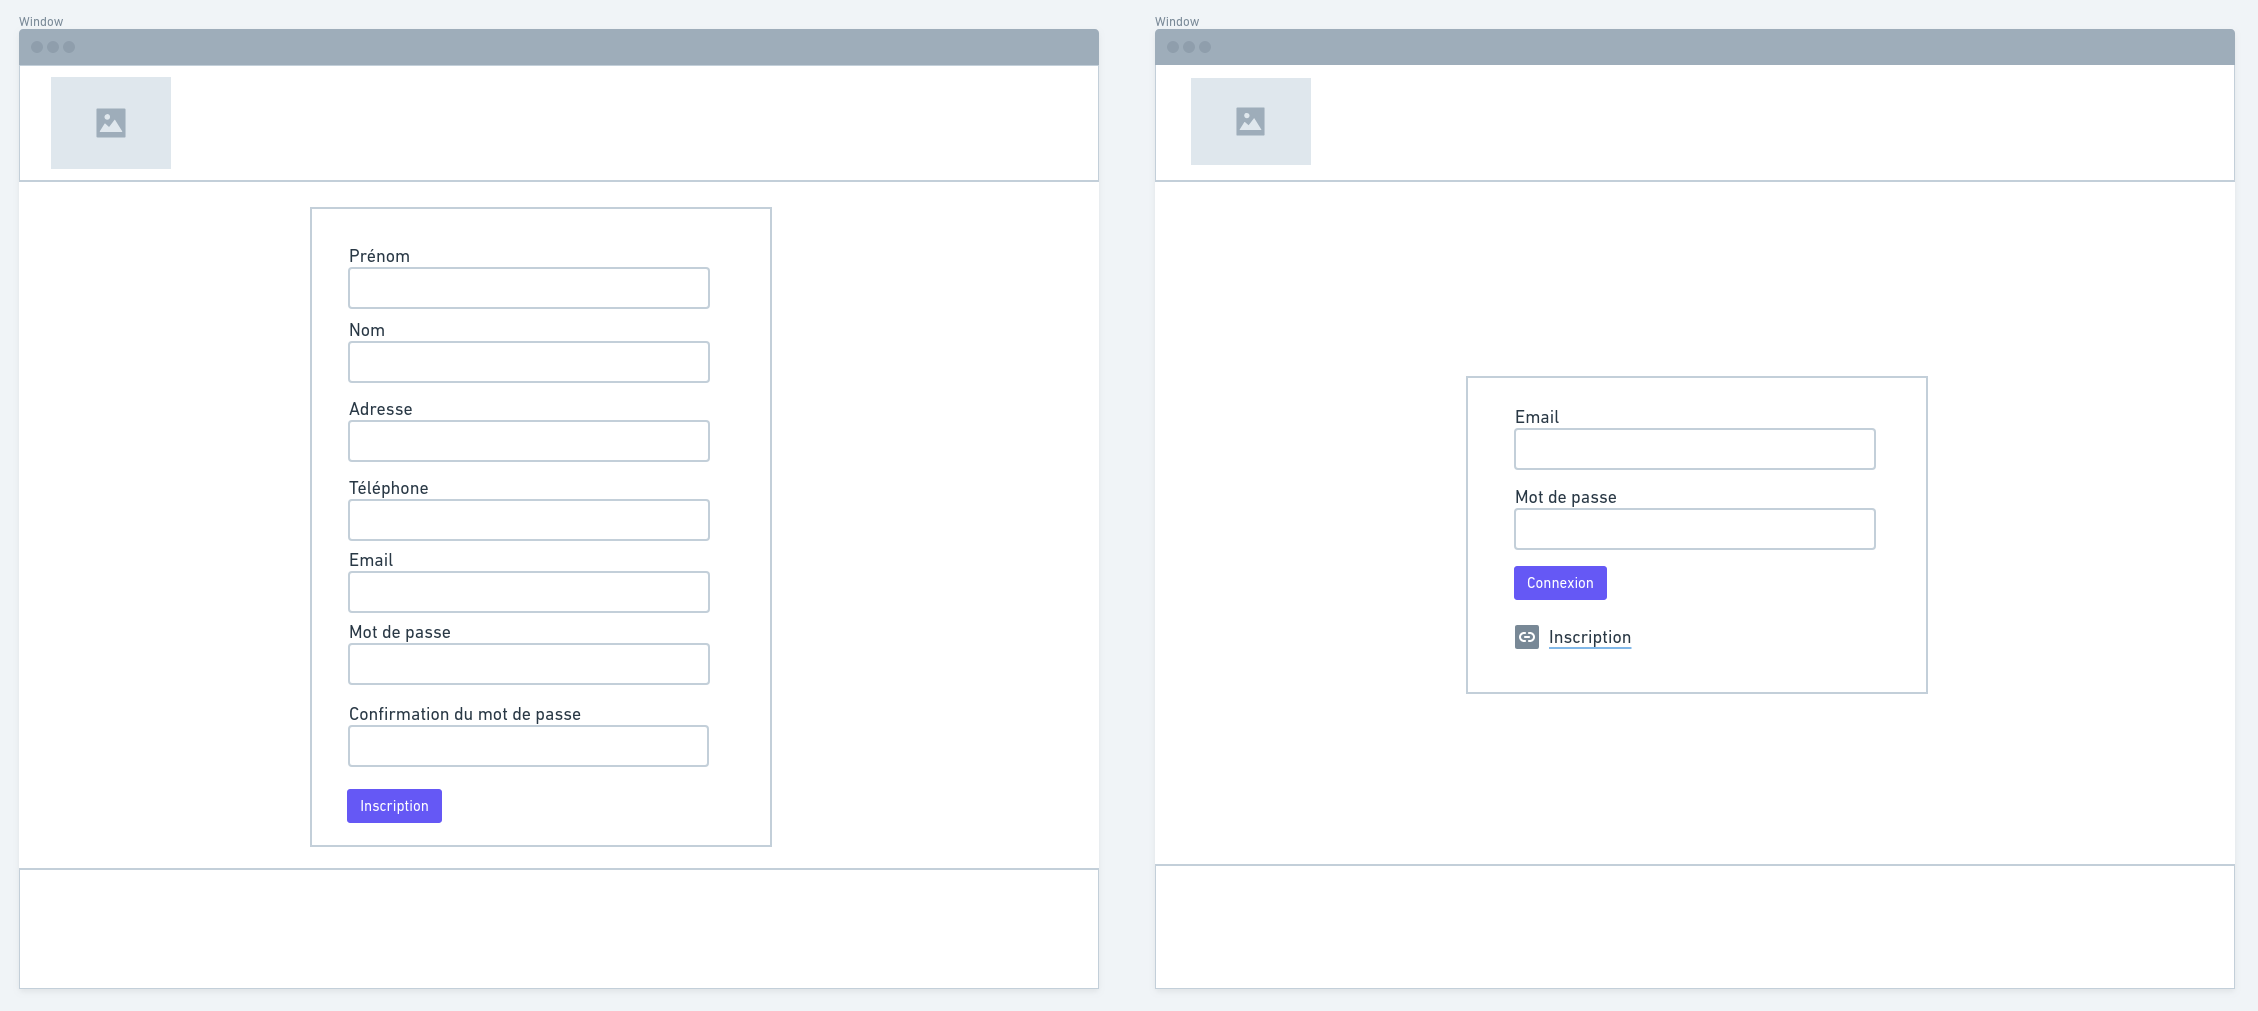 Window
Prénom
Nom
Adresse
Téléphone
Email
Mot de passe
Confirmation du mot de passe
Inscription
Window
Email
Mot de passe
Connexion
Inscription